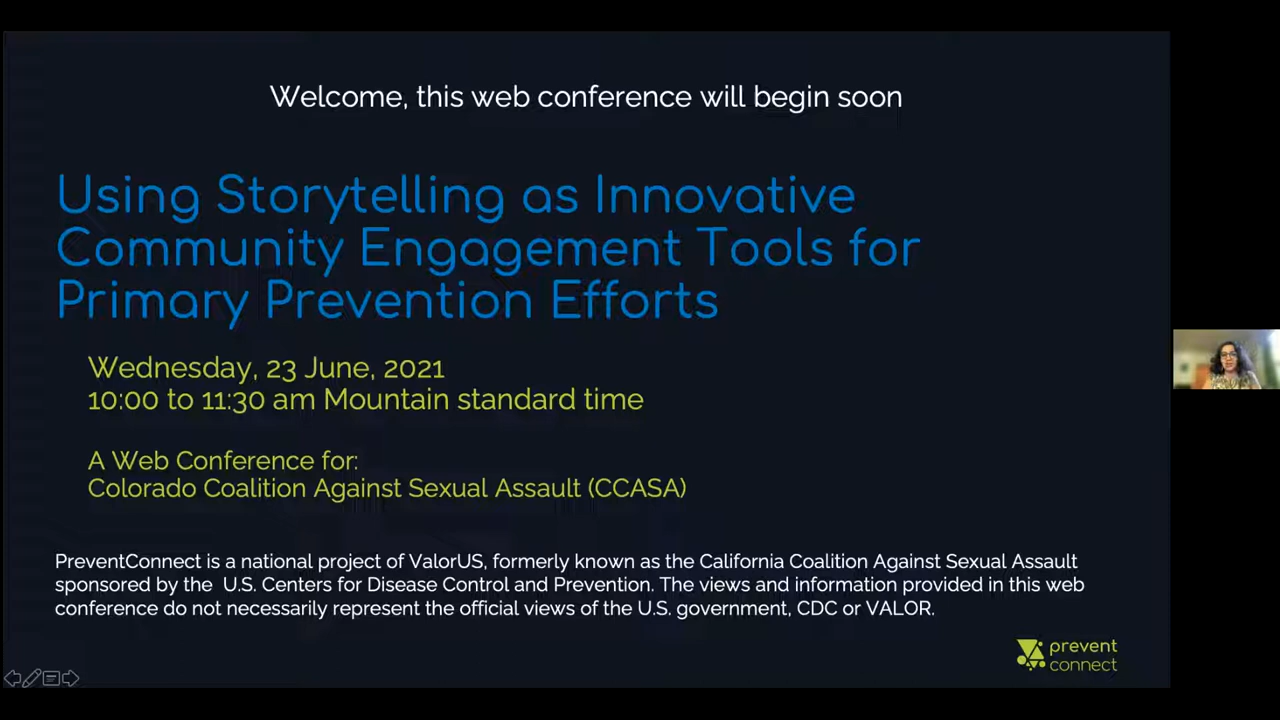 Welcome, this web conference will begin soon
Using Storytelling as Innovative
Community Engagement Tools for
Primary Prevention Efforts
Wednesday, 23 June, 2021
10:00 to 11:30 am Mountain standard time
A Web Conference for:
Colorado Coalition Against Sexual Assault (CCASA)
PreventConnect is a national project of ValorUS, formerly known as the California Coalition Against Sexual Assault
sponsored by the U.S. Centers for Disease Control and Prevention. The views and information provided in this web
conference do not necessarily represent the official views of the U.S. government, CDC or VALOR.
prevent
connect